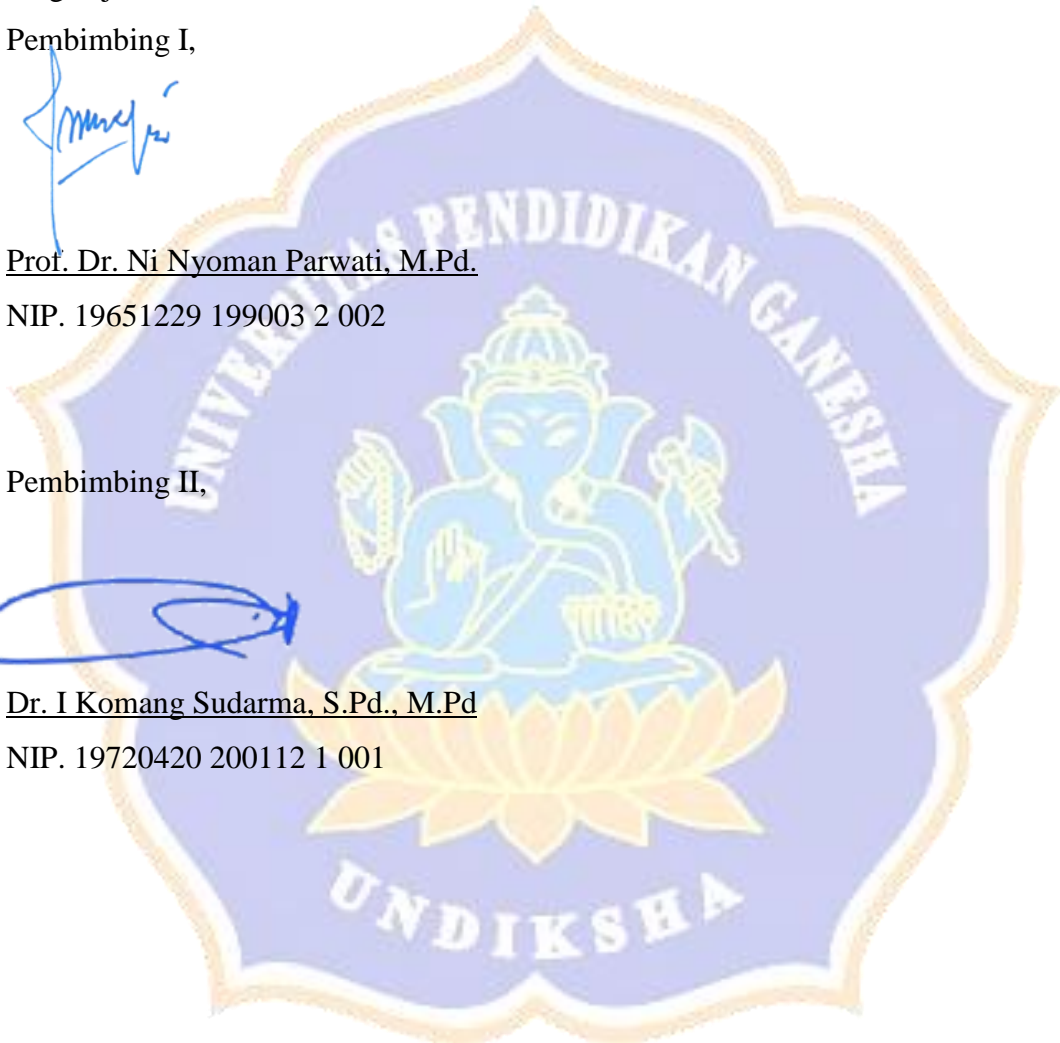 Pembimbing I,
Prof. Dr. Ni Nyoman Parwati, M.Pd.
NIP. 19651229 199003 2 002
Pembimbing II,
Dr. I Komang Sudarma, S.Pd., M.Pd
NIP. 19720420 200112 1 001
UNIVERSITAS PENDIDIKAN GANESHA
UNDIKSHA